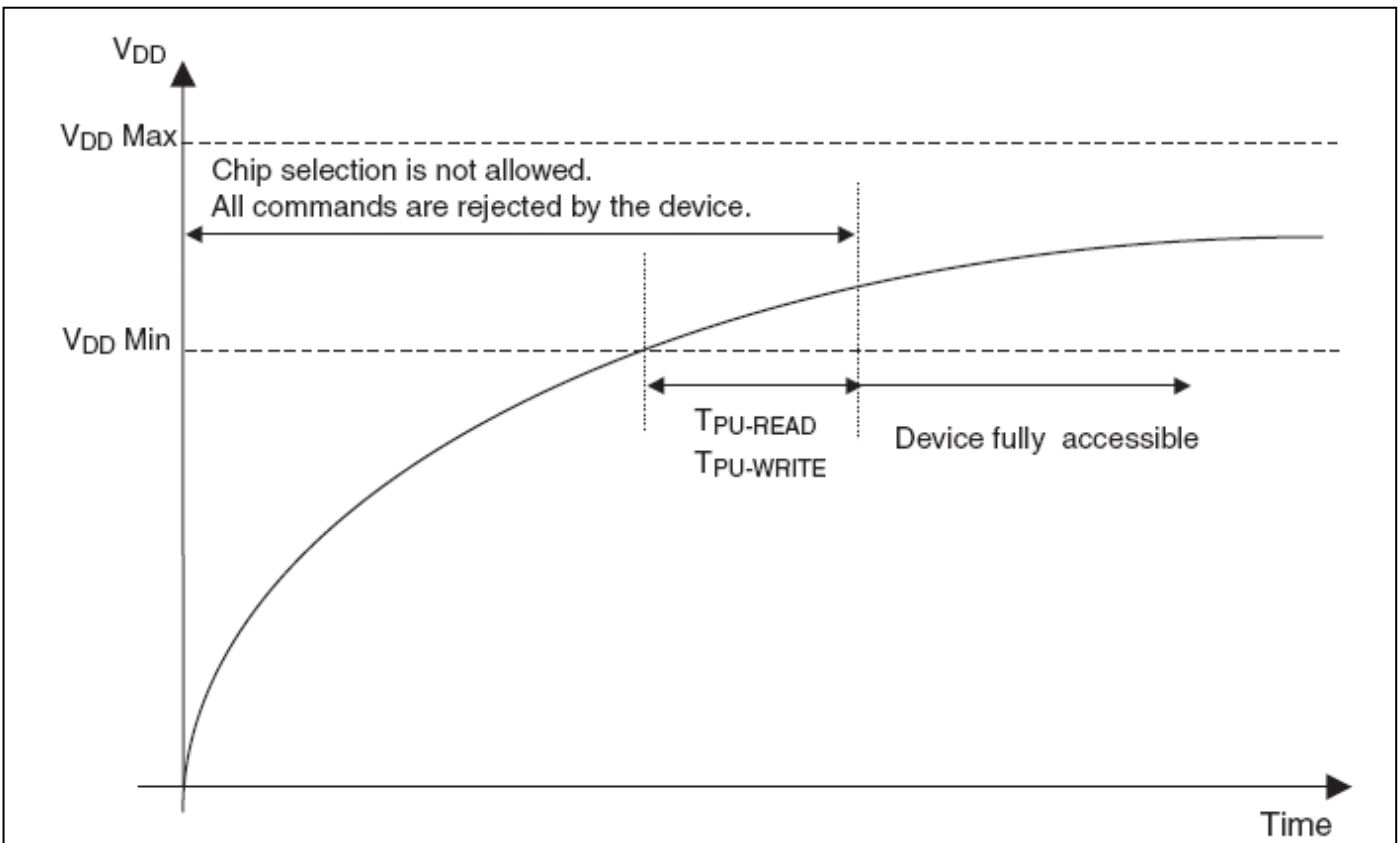 VDD
VDD Max
Chip selection is not allowed.
All commands are rejected by the device.
VDD Min
TPU-READ
TPU-WRITE
Device fully accessible
Time